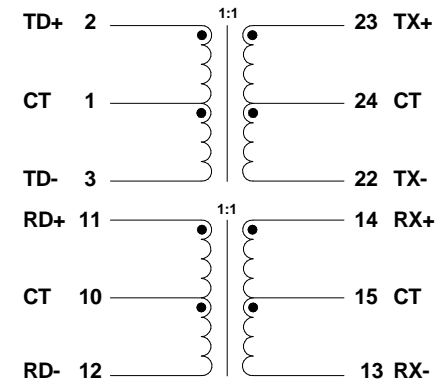 1:1
TD+ 2 23 TX+
CT 1 24 CT
TD- 3 22 TX-
1:1
RD+ 11 14 RX+
CT 10 15 CT
RD- 12 13 RX-